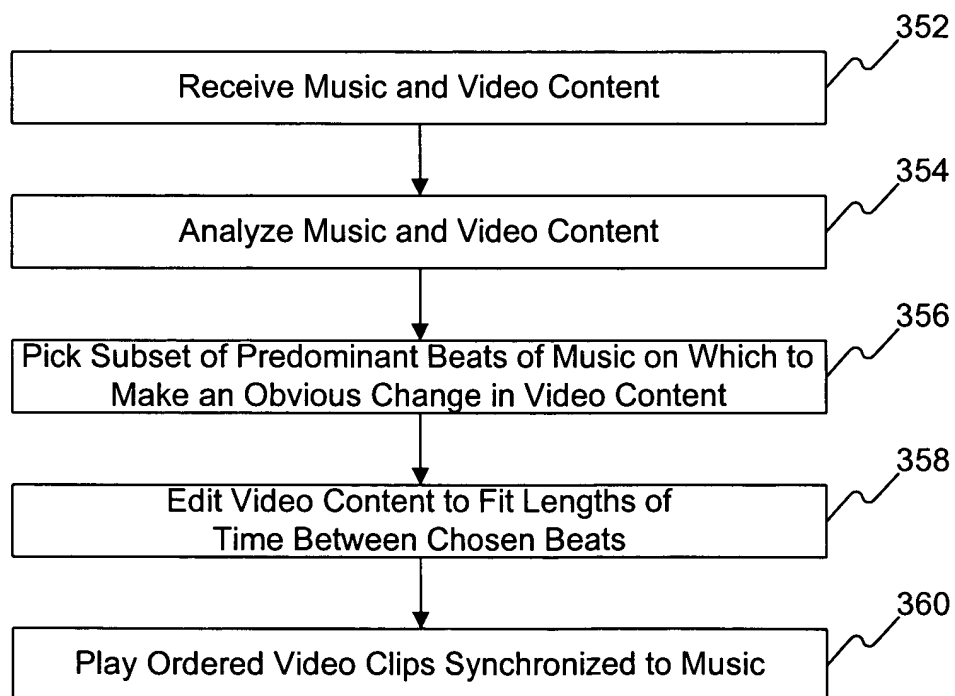 352
Receive Music and Video Content
354
Analyze Music and Video Content
356
Pick Subset of Predominant Beats of Music on Which to
Make an Obvious Change in Video Content
358
Edit Video Content to Fit Lengths of
Time Between Chosen Beats
360
Play Ordered Video Clips Synchronized to Music